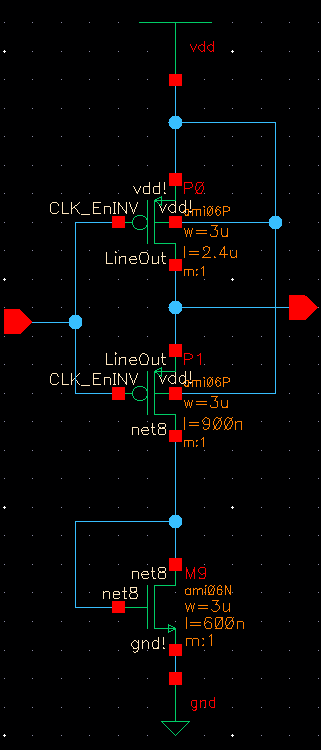 vdd
vdd!
P0
CLK_EnINV
vdd!
ami06P
w=3u
l=2.4u
LineOut
m:1
LineOut
P1
CLK_EnINV
vdd!
ami06P
w=3u
l=900n
net8
m:1
net8
M9
ami06N
net8
w=3u
l=600n
gnd!
m:1
gnd